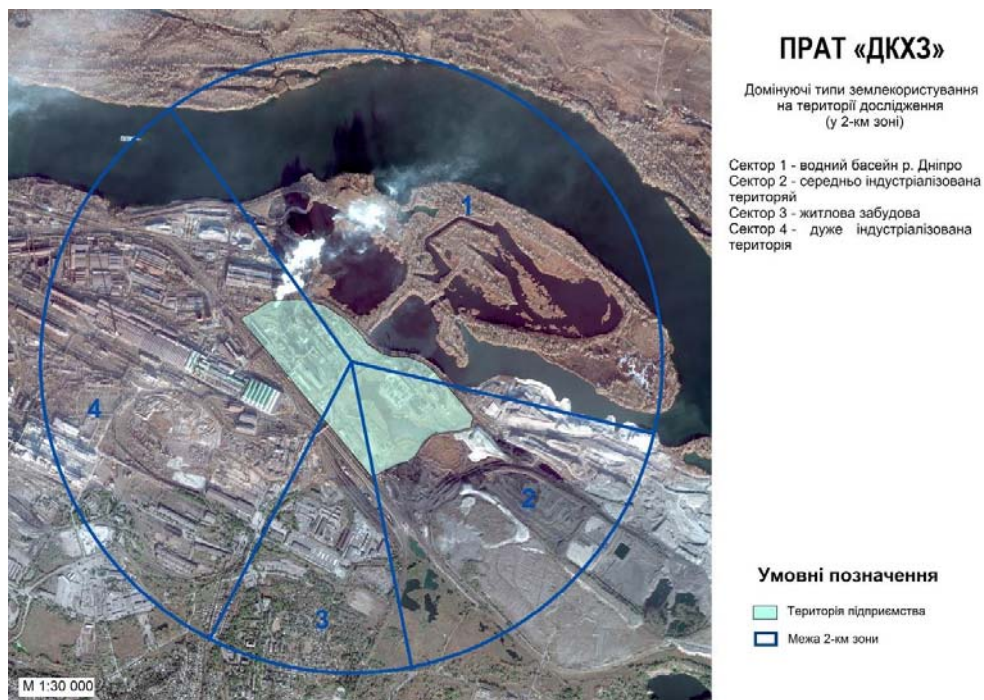 ПРАТ «ДКХЗ»
Домінуючі типи землекористування
на території дослідження
(у 2-км зоні)
Сектор 1 - водний басейн р. Дніпро
Сектор 2 - середньо індустріалізована
територяй
Сектор 3 - житлова забудова
Сектор 4 - дуже індустріалізована
територія
1
4
2
3
Умовні позначення
Територія підприємства
Межа 2-км зони
М 1:30 000